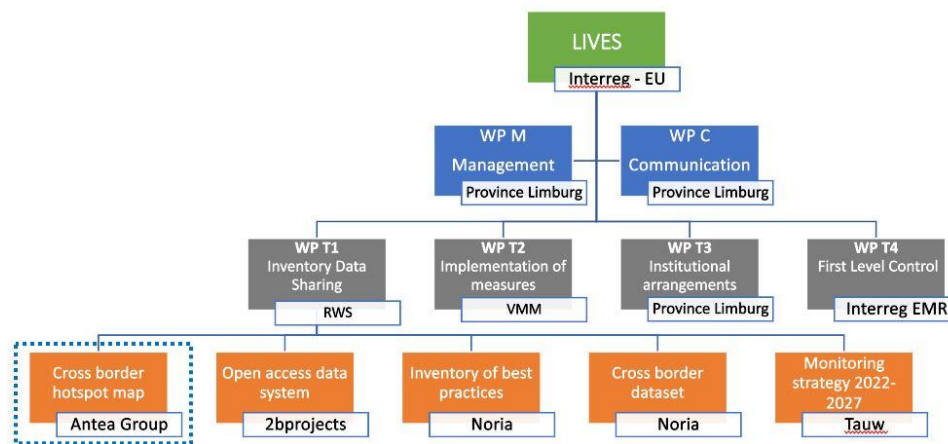 LIVES
Interreg - EU
WP M
Management
Province Limburg
WP C
Communication
Province Limburg
WP T1
Inventory Data
Sharing
RWS
WP T2
Implementation of
measures
VMM
WP T3
Institutional
arrangements
Province Limburg
WP T4
First Level Control
Interreg EMR
Cross border
hotspot map
Antea Group
Open access data
system
2bprojects
Inventory of best
practices
Noria
Cross border
dataset
Noria
Monitoring
strategy 2022-
2027
Tauw